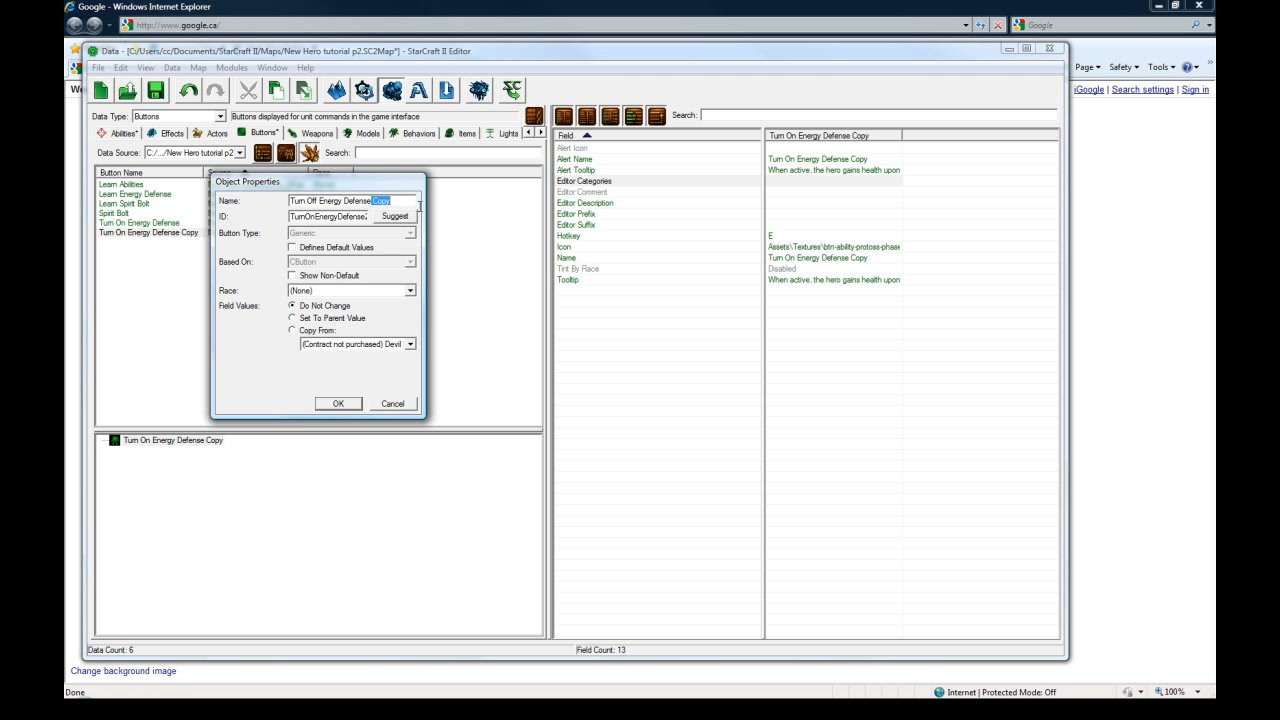 Google - Windows Internet Explorer
http://www.google.ca/
Google
Page
Safety
Tools
iGoogle | Search settings | Sign in
Data - [C:/Users/cc/Documents/StarCraft II/Maps/New Hero tutorial p2.SC2Map*] - StarCraft II Editor
File Edit View Data Map Modules Window Help
Data Type: Buttons
Buttons displayed for unit commands in the game interface
Search:
Abilities* Effects Actors Buttons* Weapons Models Behaviors Items Lights
Data Source: C:/.../New Hero tutorial p2
Search:
Button Name
Learn Abilities
Learn Energy Defense
Learn Spirit Bolt
Spirit Bolt
Turn On Energy Defense
Turn On Energy Defense Copy
Object Properties
Name: Turn Off Energy Defense Copy
ID: TurnOnEnergyDefense2 Suggest
Button Type: Generic
Defines Default Values
Based On: CButton
Show Non-Default
Race: (None)
Field Values: Do Not Change
Set To Parent Value
Copy From:
(Contract not purchased) Devil
OK Cancel
Field Turn On Energy Defense Copy
Alert Icon
Alert Name Turn On Energy Defense Copy
Alert Tooltip When active, the hero gains health upon
Editor Categories
Editor Comment
Editor Description
Editor Prefix
Editor Suffix
Hotkey E
Icon Assets\Textures\btn-ability-protoss-phase
Name Turn On Energy Defense Copy
Tint By Race Disabled
Tooltip When active, the hero gains health upon
Turn On Energy Defense Copy
Data Count: 6
Field Count: 13
Change background image
Done
Internet | Protected Mode: Off
100%